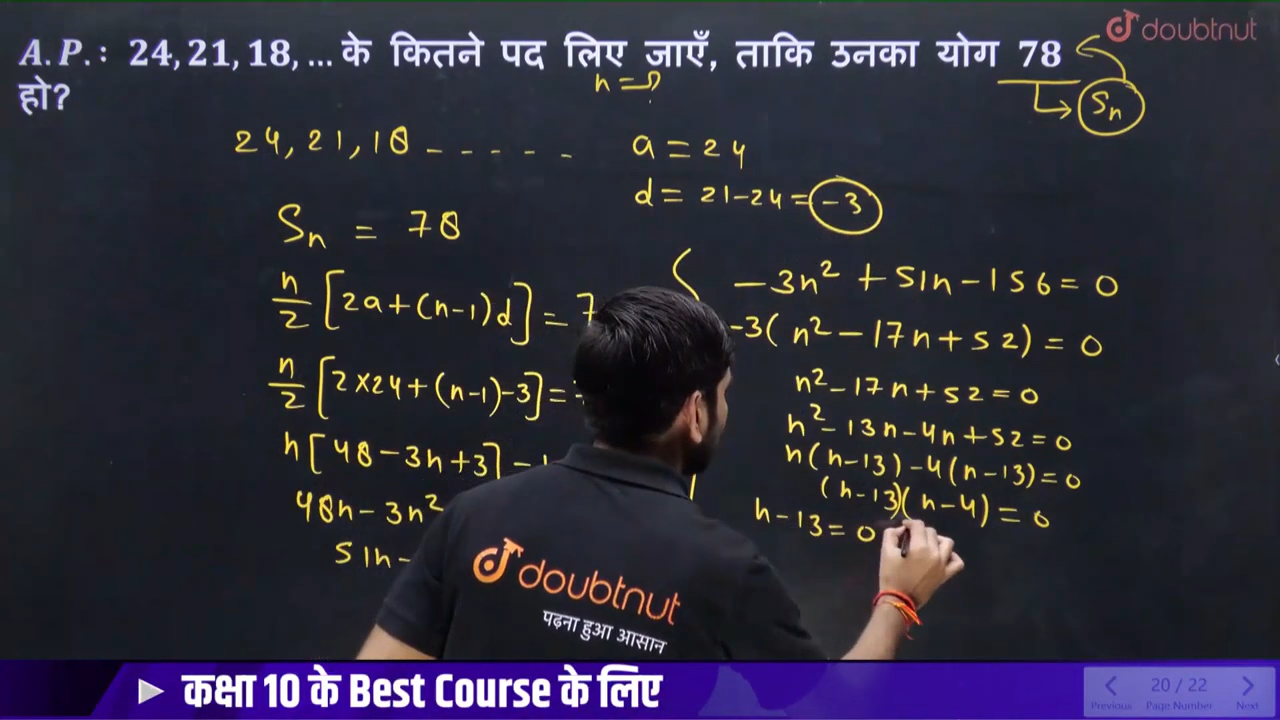 doubtnut
A.P.: 24, 21, 18, ... के कितने पद लिए जाएँ, ताकि उनका योग 78
हो?
n = ?
Sn
24, 21, 18 - - - - -
a = 24
d = 21-24 = -3
Sn = 78
n/2 [2a + (n-1)d] = 7
n/2 [2×24 + (n-1)-3] =
n[48 - 3n + 3]
48n - 3n²
51n -
-3n² + 51n - 156 = 0
-3(n² - 17n + 52) = 0
n² - 17n + 52 = 0
n² - 13n - 4n + 52 = 0
n(n-13) - 4(n-13) = 0
(n-13)(n-4) = 0
n-13 = 0
doubtnut
पढ़ना हुआ आसान
कक्षा 10 के Best Course के लिए
20 / 22
Previous Page Number Next